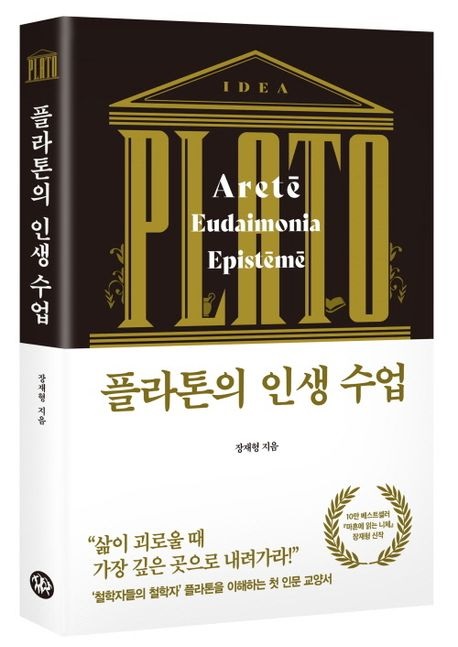 PLATO
플라톤의 인생 수업
장재형 지음
IDEA
PLATO
Aretē
Eudaimonia
Epistēmē
플라톤의 인생 수업
장재형 지음
10만 베스트셀러
『마흔에 읽는 니체』
장재형 신작
“삶이 괴로울 때
가장 깊은 곳으로 내려가라!”
‘철학자들의 철학자’ 플라톤을 이해하는 첫 인문 교양서